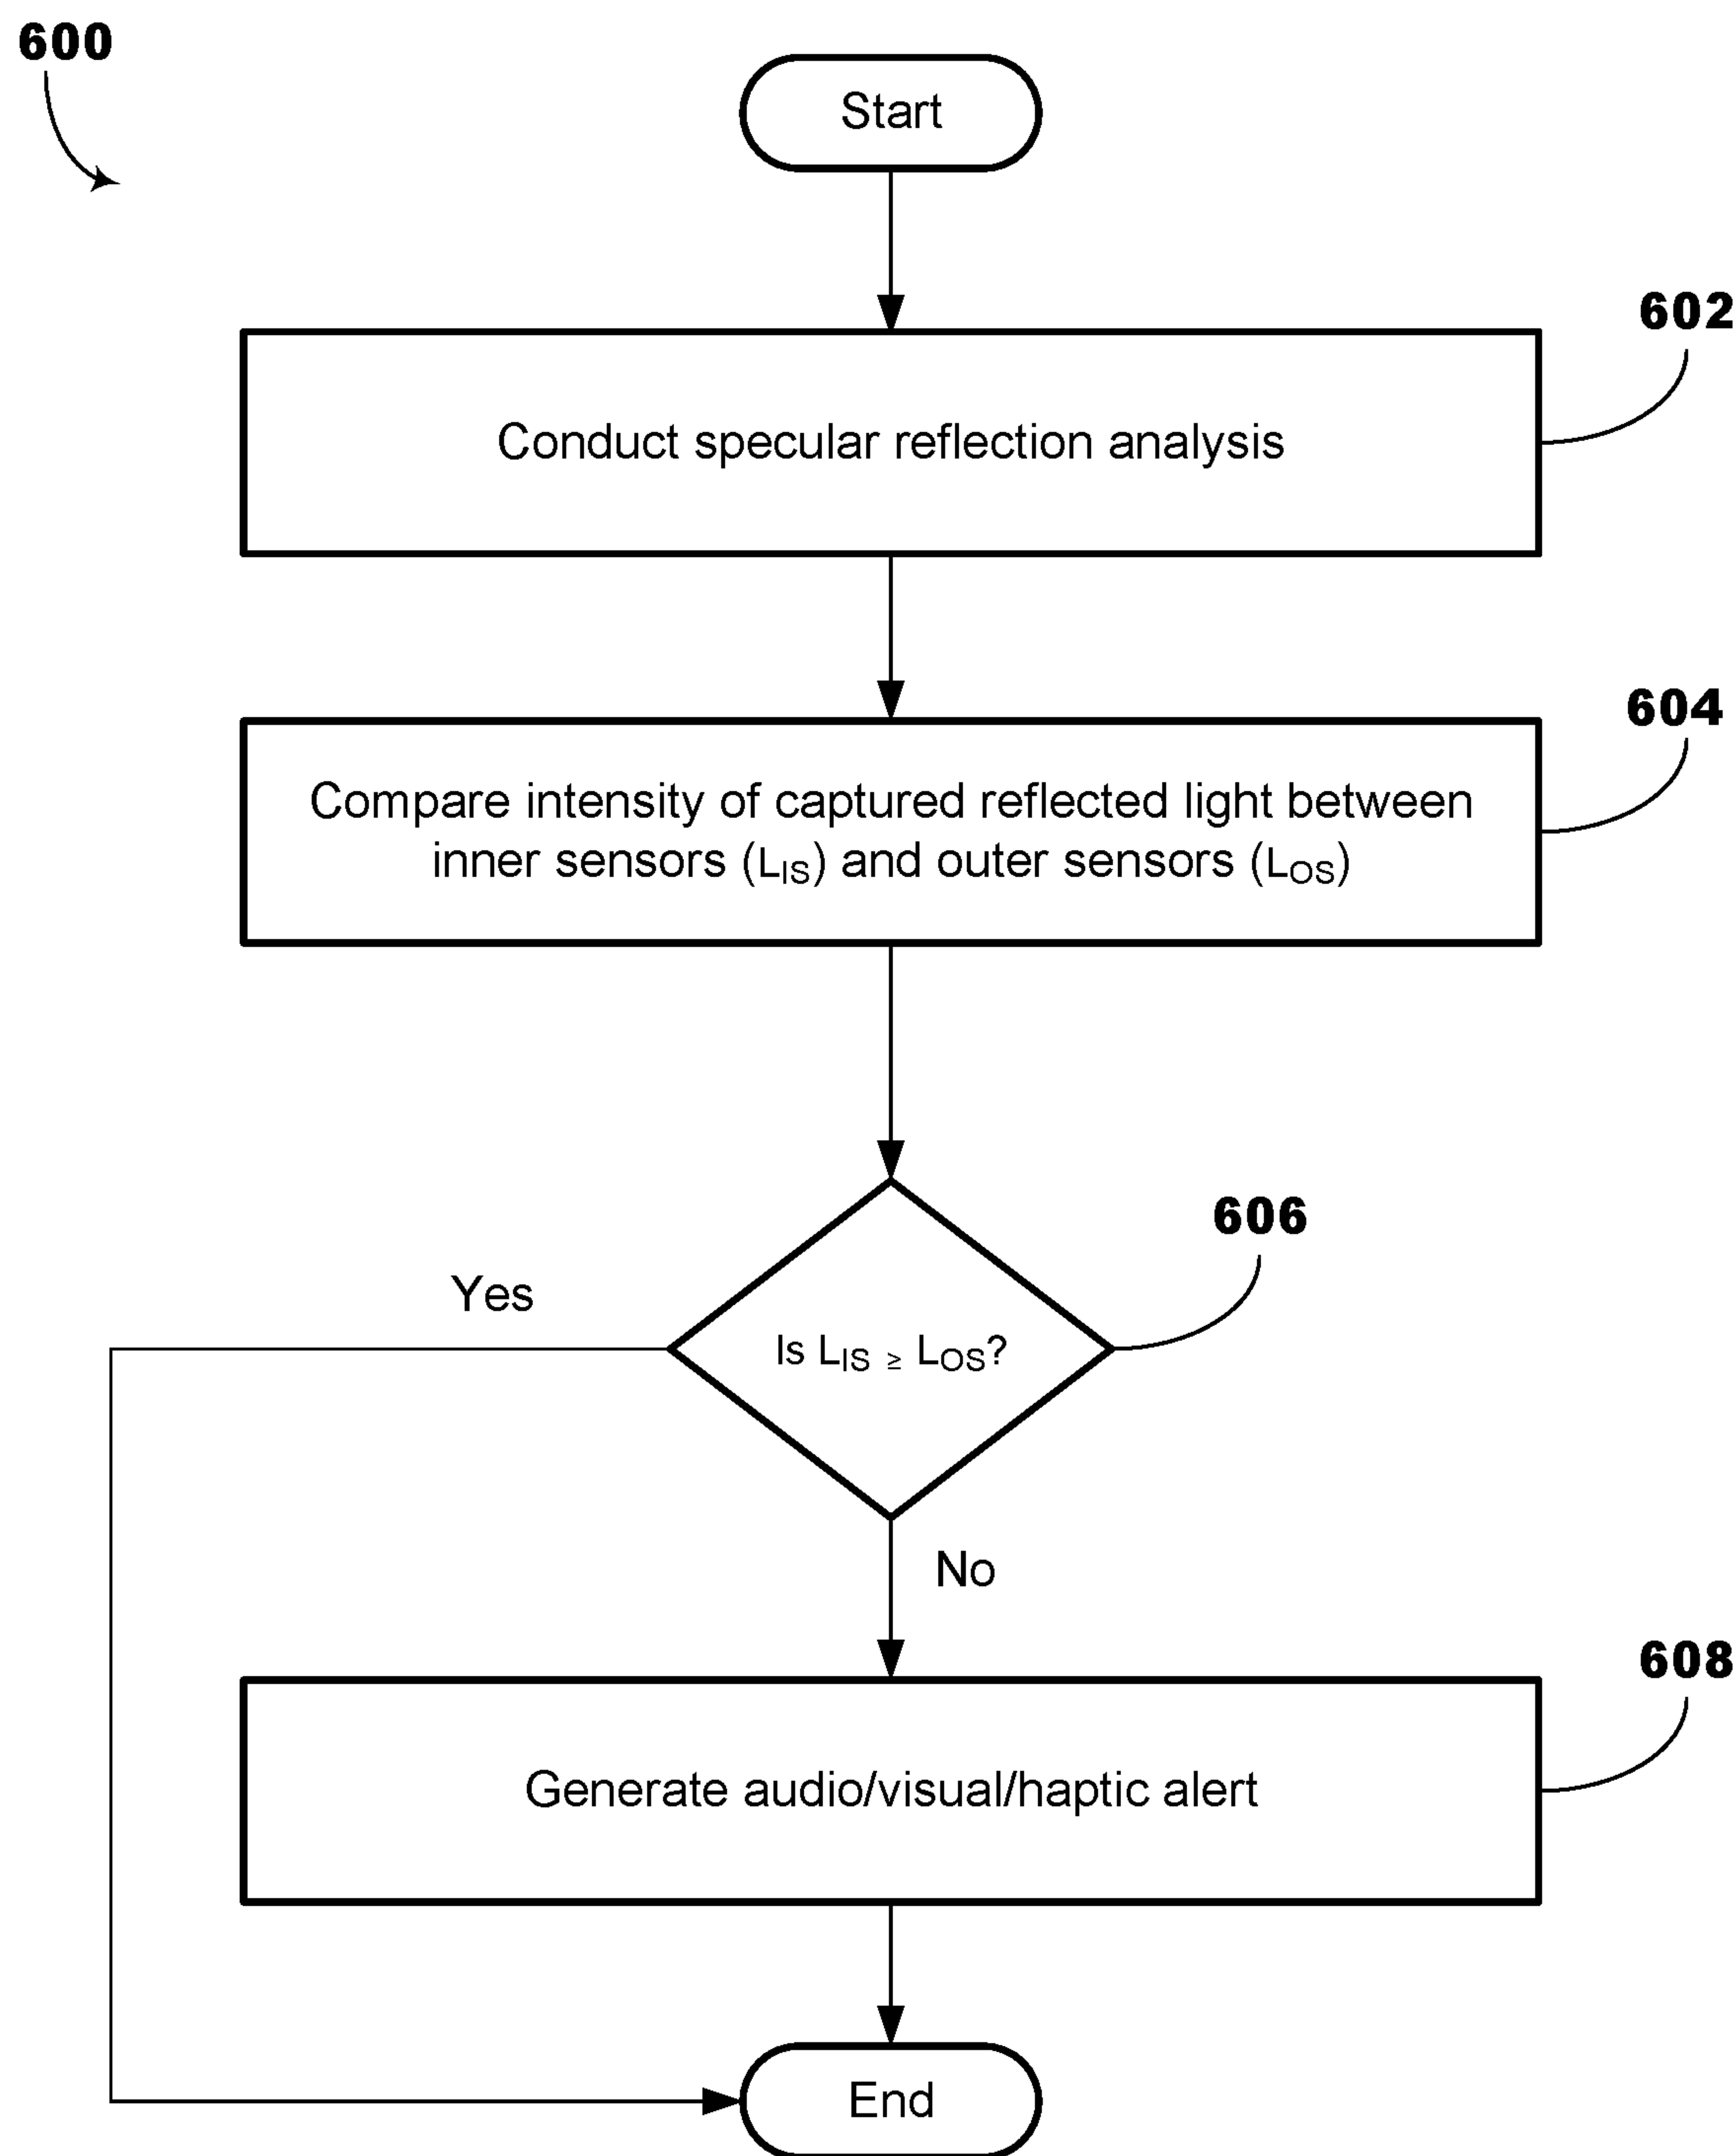 600
Start
602
Conduct specular reflection analysis
604
Compare intensity of captured reflected light between
inner sensors (LIS) and outer sensors (LOS)
606
Yes
Is LIS ≥ LOS?
No
608
Generate audio/visual/haptic alert
End